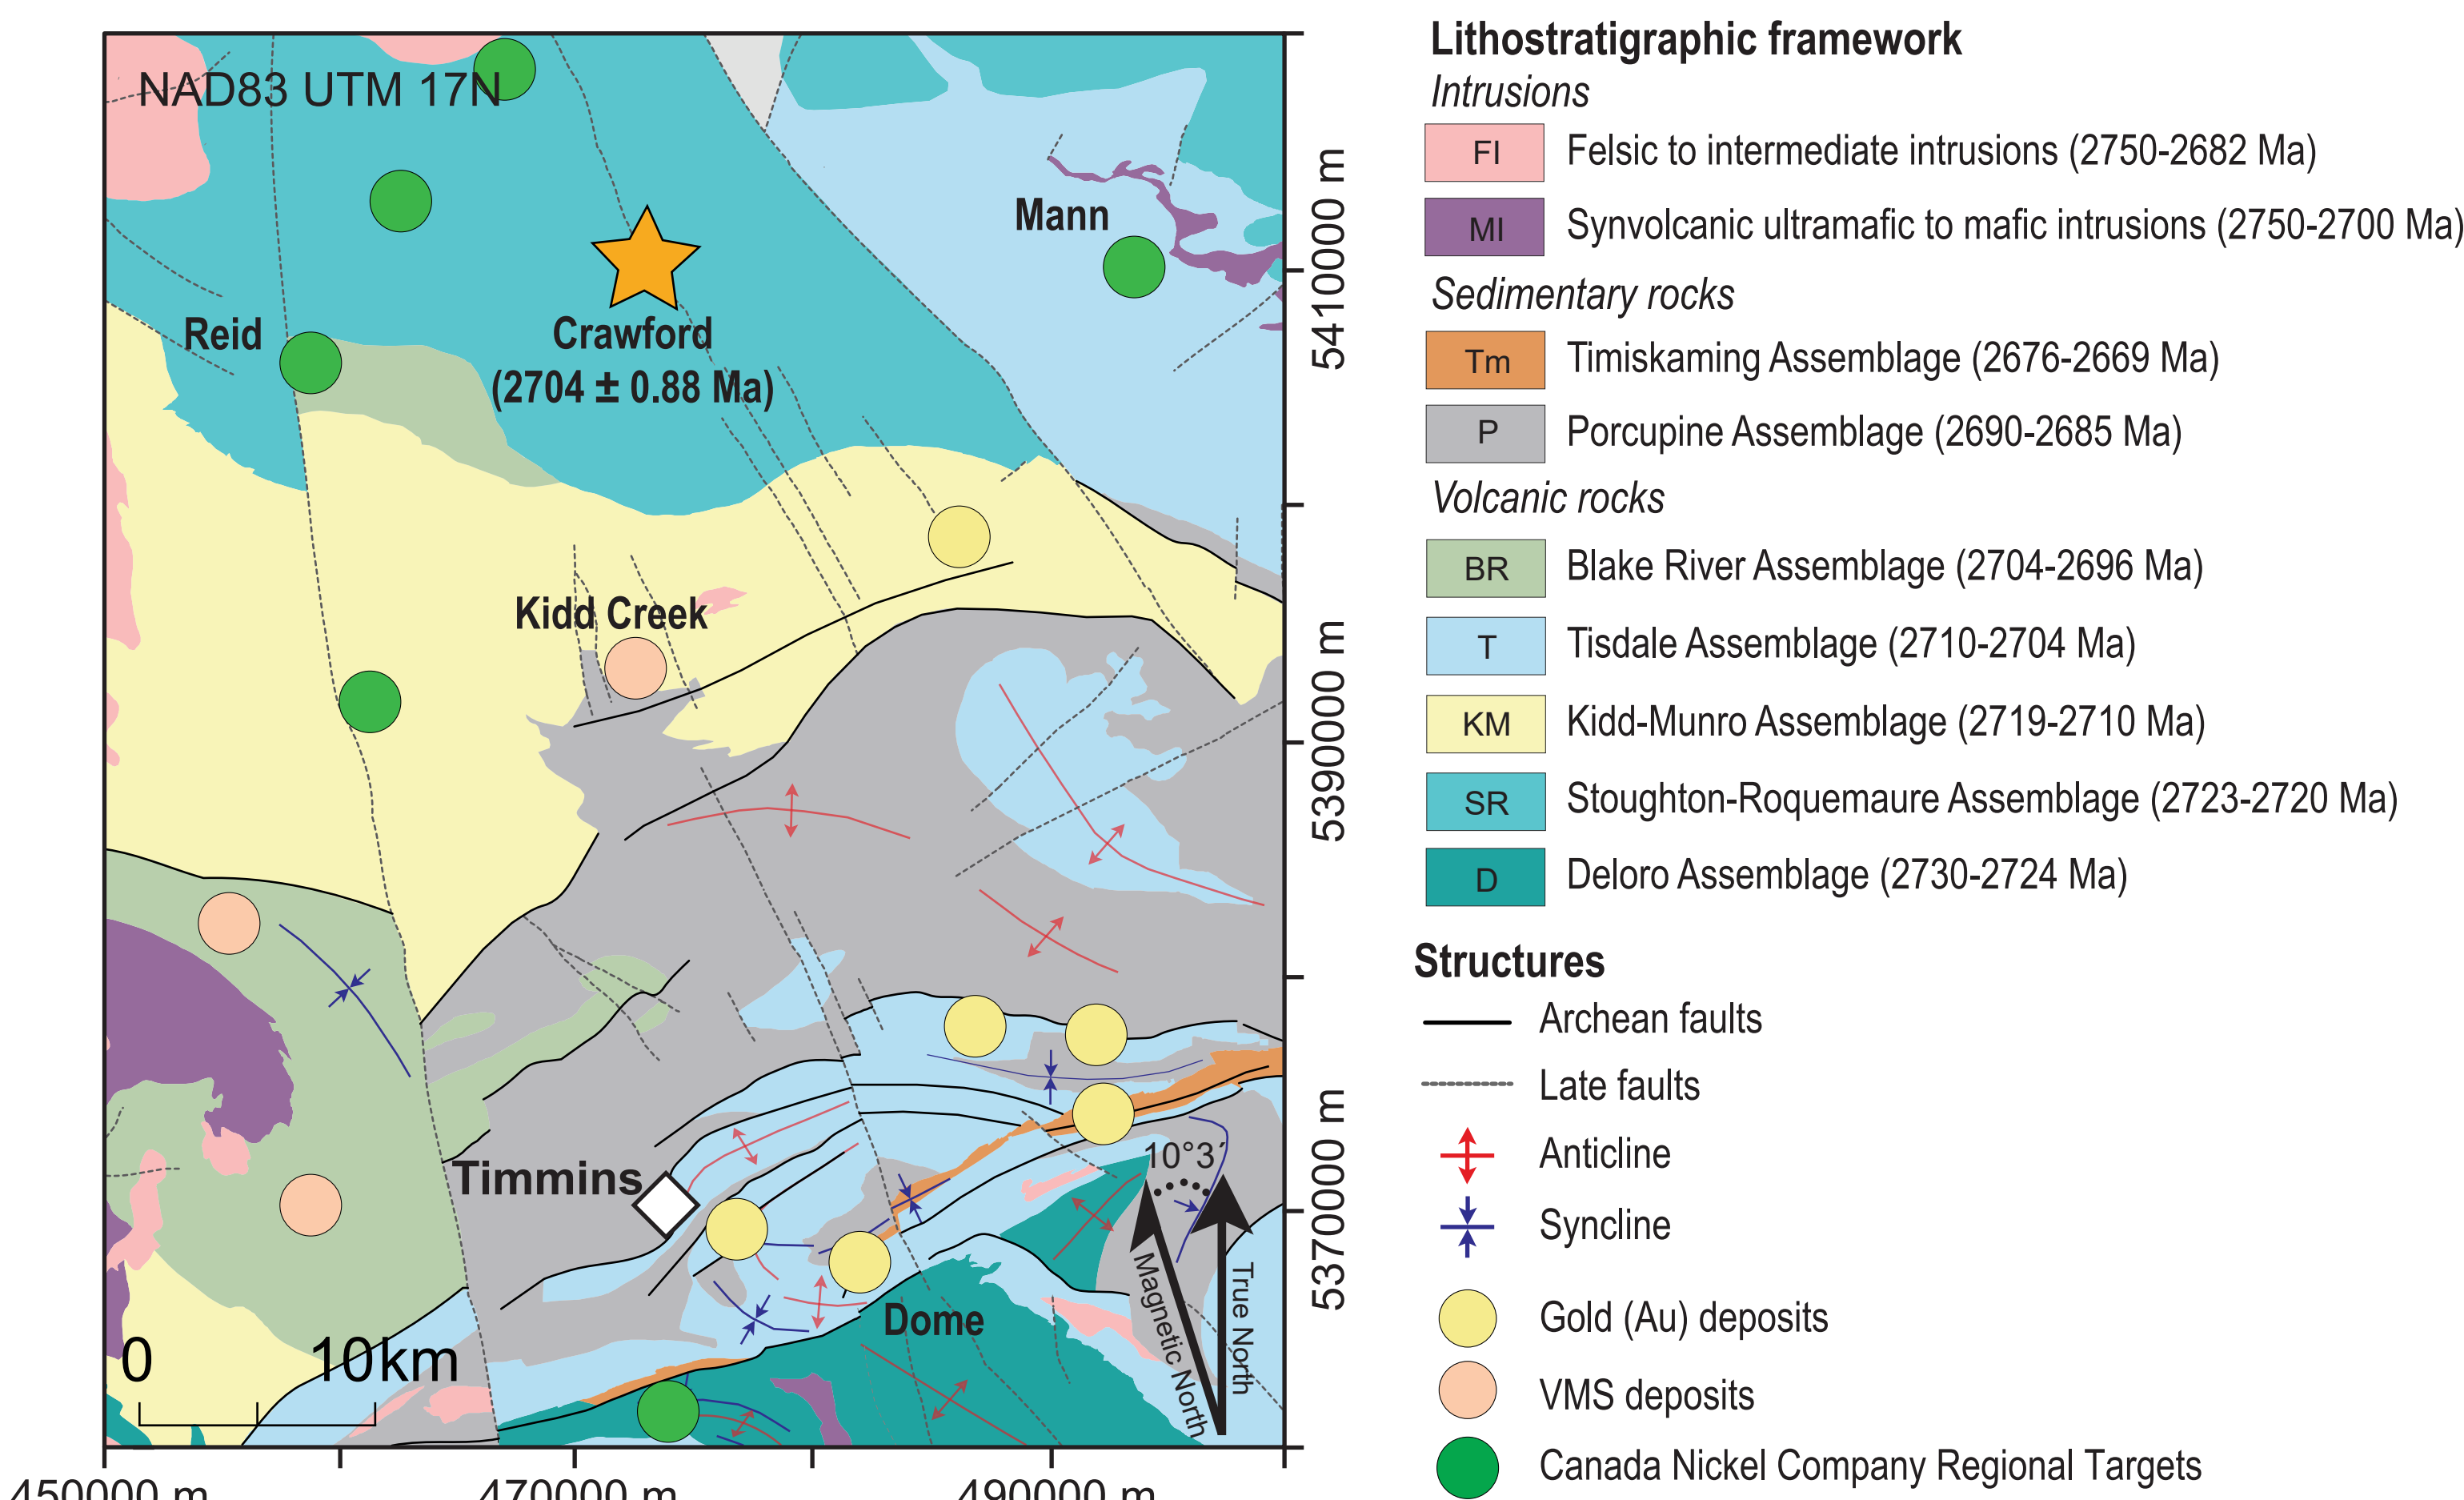 NAD83 UTM 17N
Mann
Reid
Crawford
(2704 ± 0.88 Ma)
Kidd Creek
Timmins
Dome
10°3´
Magnetic North
True North
0 10km
5410000 m
5390000 m
5370000 m
450000 m 470000 m 490000 m
Lithostratigraphic framework
Intrusions
FI Felsic to intermediate intrusions (2750-2682 Ma)
MI Synvolcanic ultramafic to mafic intrusions (2750-2700 Ma)
Sedimentary rocks
Tm Timiskaming Assemblage (2676-2669 Ma)
P Porcupine Assemblage (2690-2685 Ma)
Volcanic rocks
BR Blake River Assemblage (2704-2696 Ma)
T Tisdale Assemblage (2710-2704 Ma)
KM Kidd-Munro Assemblage (2719-2710 Ma)
SR Stoughton-Roquemaure Assemblage (2723-2720 Ma)
D Deloro Assemblage (2730-2724 Ma)
Structures
Archean faults
Late faults
Anticline
Syncline
Gold (Au) deposits
VMS deposits
Canada Nickel Company Regional Targets